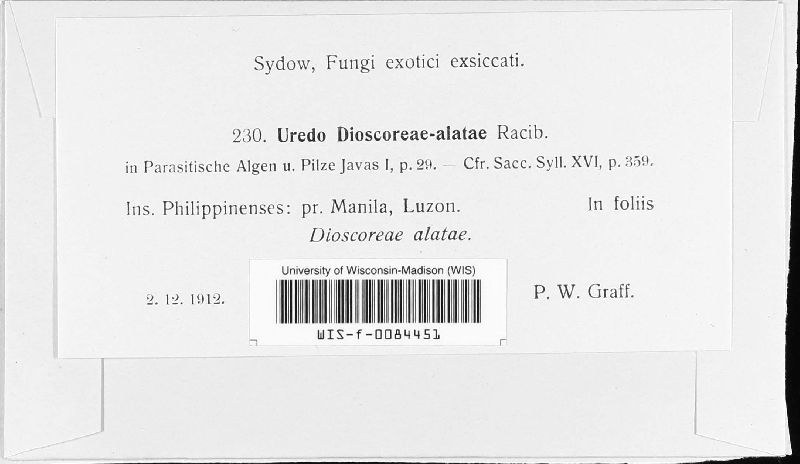 Sydow, Fungi exotici exsiccati.
230. Uredo Dioscoreae-alatae Racib.
in Parasitische Algen u. Pilze Javas I, p. 29. — Cfr. Sacc. Syll. XVI, p. 359.
Ins. Philippinenses: pr. Manila, Luzon. In foliis
Dioscoreae alatae.
2. 12. 1912. P. W. Graff.
University of Wisconsin-Madison (WIS)
WIS-f-0084451